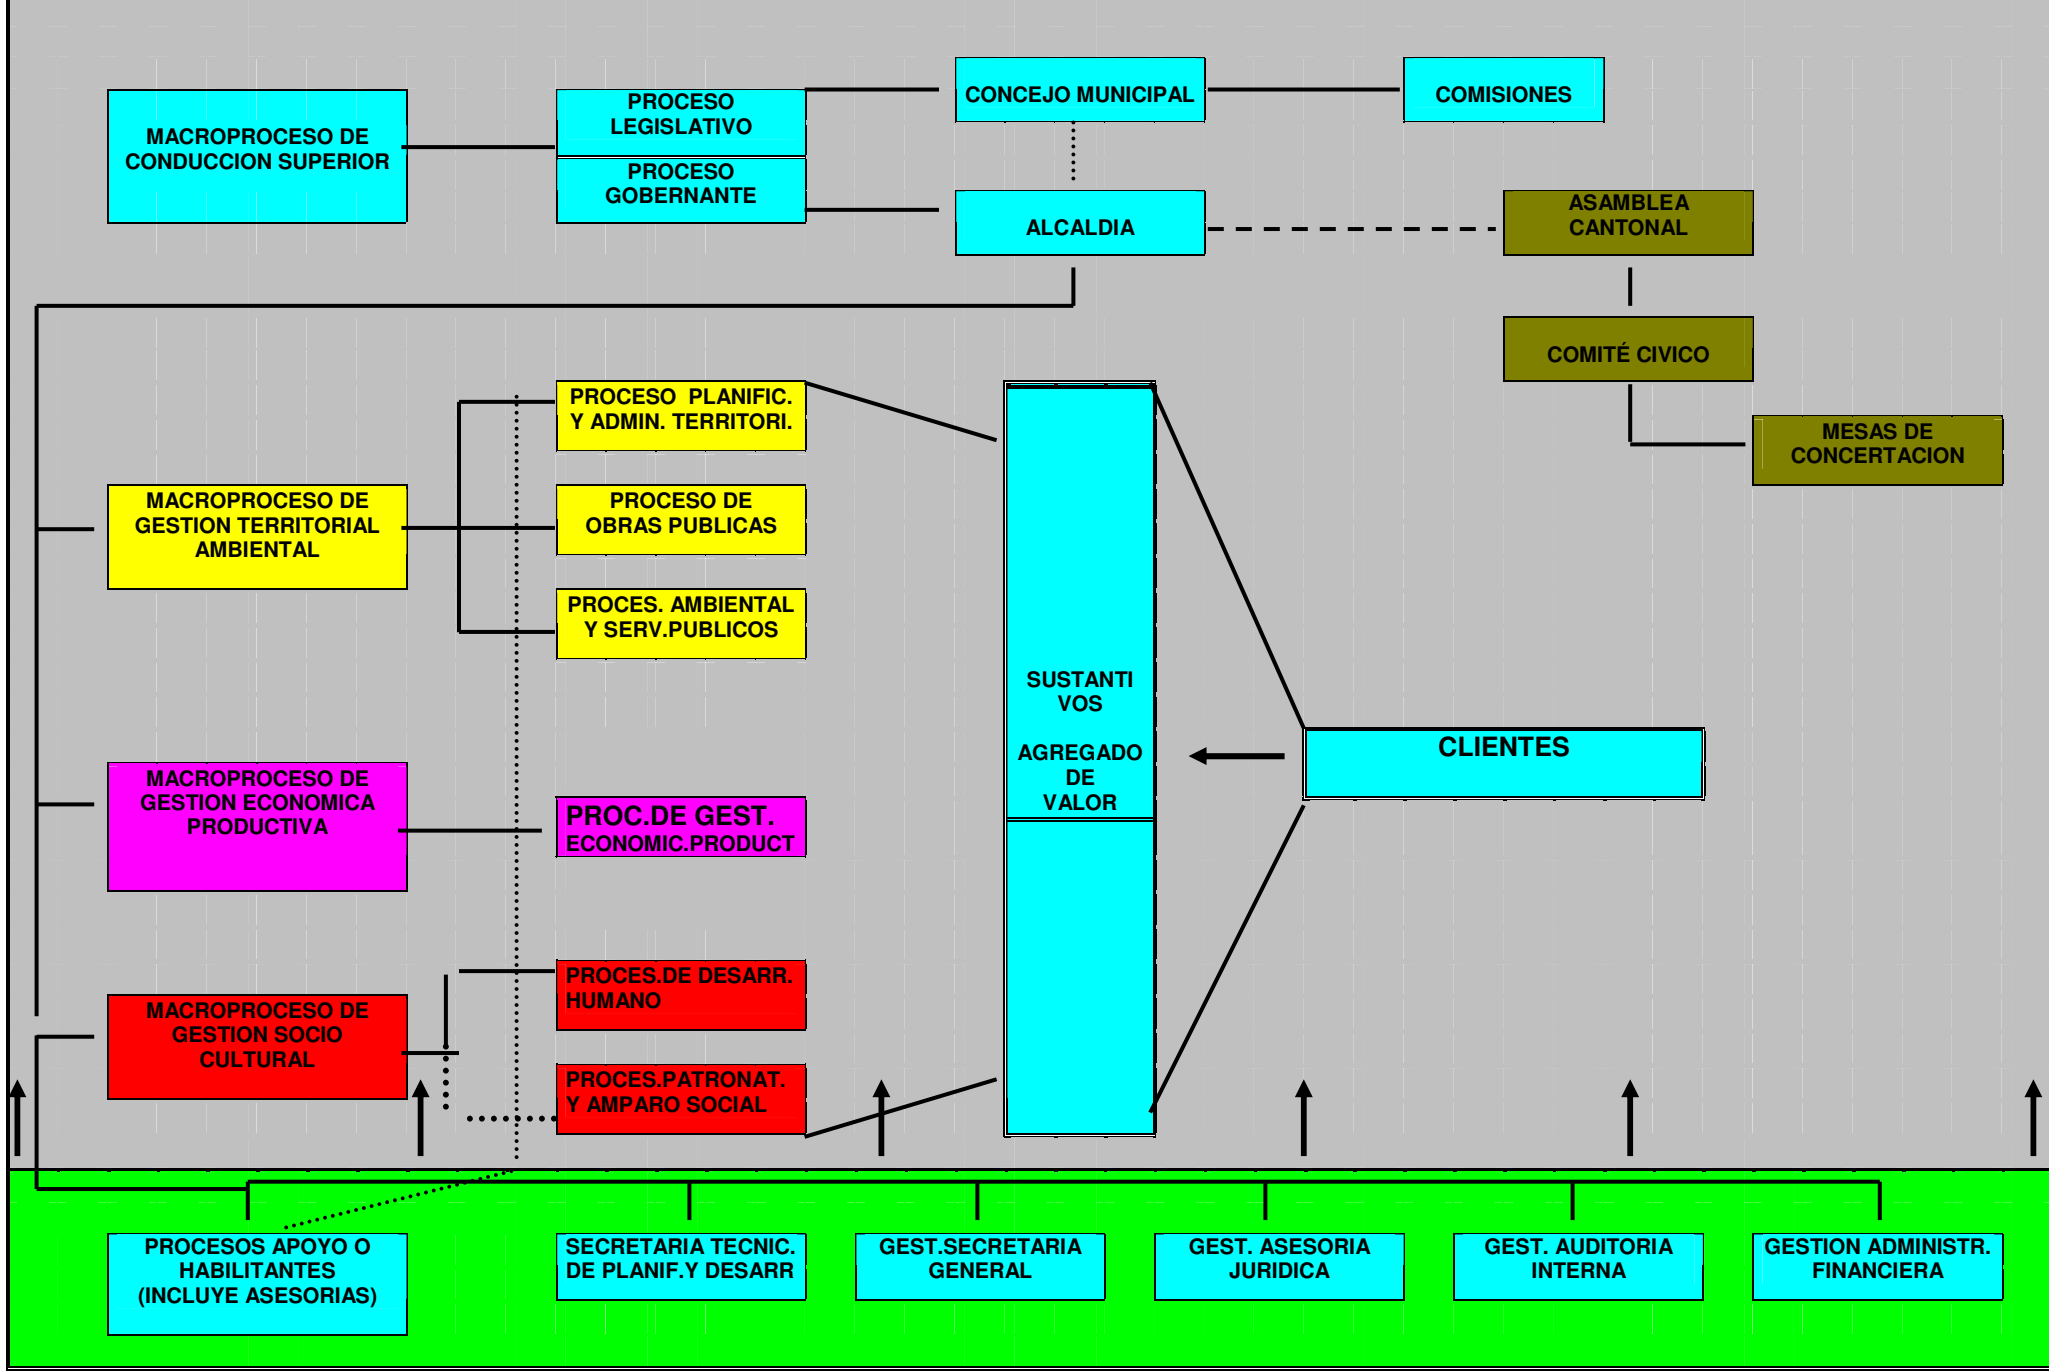 MACROPROCESO DE
CONDUCCION SUPERIOR
PROCESO
LEGISLATIVO
PROCESO
GOBERNANTE
CONCEJO MUNICIPAL
COMISIONES
ALCALDIA
ASAMBLEA
CANTONAL
COMITÉ CIVICO
MESAS DE
CONCERTACION
MACROPROCESO DE
GESTION TERRITORIAL
AMBIENTAL
PROCESO  PLANIFIC.
Y ADMIN. TERRITORI.
PROCESO DE
OBRAS PUBLICAS
PROCES. AMBIENTAL
Y SERV.PUBLICOS
MACROPROCESO DE
GESTION ECONOMICA
PRODUCTIVA
PROC.DE GEST.
ECONOMIC.PRODUCT
MACROPROCESO DE
GESTION SOCIO
CULTURAL
PROCES.DE DESARR.
HUMANO
PROCES.PATRONAT.
Y AMPARO SOCIAL
SUSTANTI
VOS
AGREGADO
DE
VALOR
CLIENTES
PROCESOS APOYO O
HABILITANTES
(INCLUYE ASESORIAS)
SECRETARIA TECNIC.
DE PLANIF.Y DESARR
GEST.SECRETARIA
GENERAL
GEST. ASESORIA
JURIDICA
GEST. AUDITORIA
INTERNA
GESTION ADMINISTR.
FINANCIERA